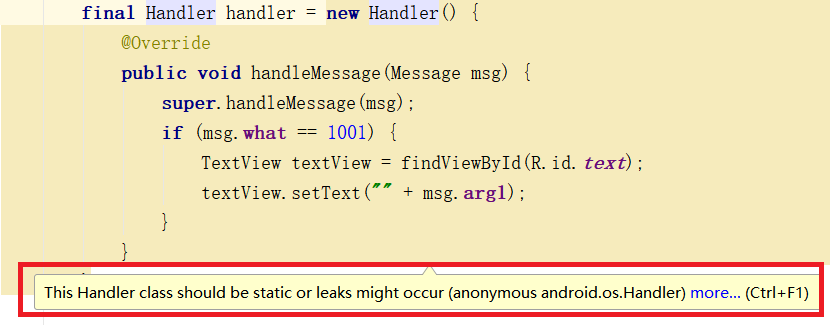 final Handler handler = new Handler() {
@Override
public void handleMessage(Message msg) {
super.handleMessage(msg);
if (msg.what == 1001) {
TextView textView = findViewById(R.id.text);
textView.setText("" + msg.arg1);
}
}
This Handler class should be static or leaks might occur (anonymous android.os.Handler) more... (Ctrl+F1)